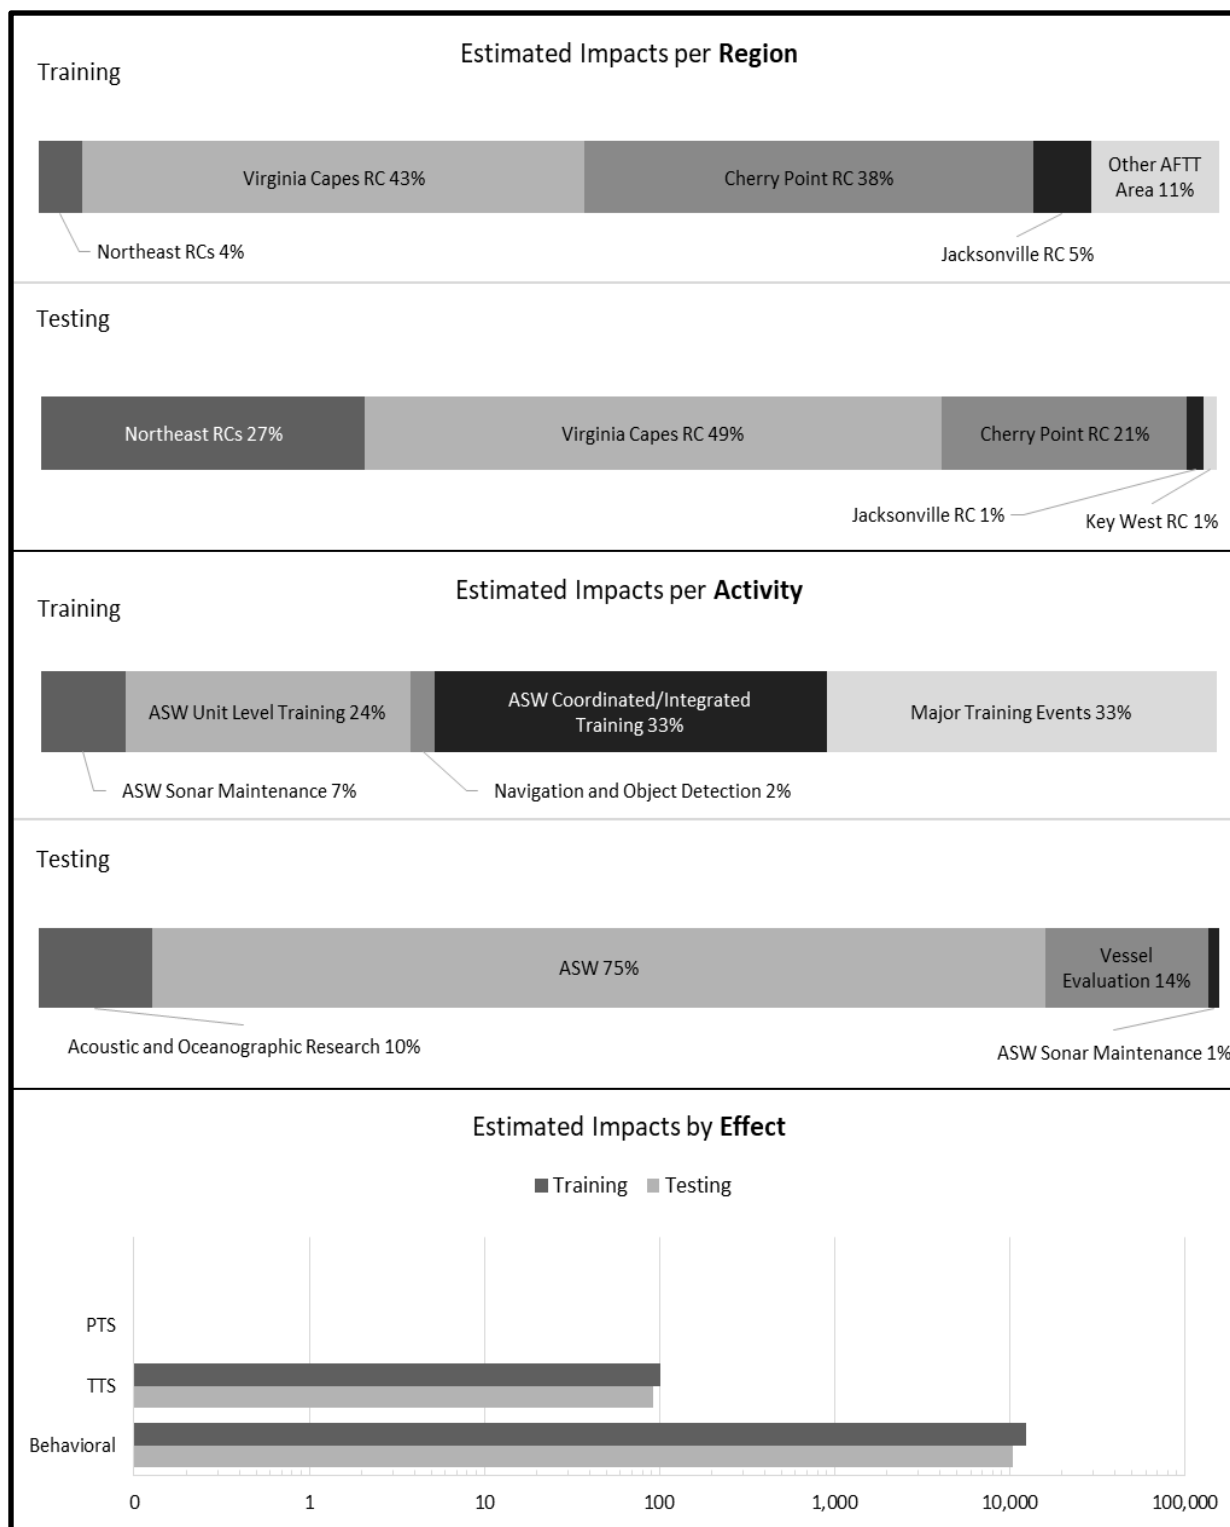 Estimated Impacts per Region
Training
Virginia Capes RC 43%
Cherry Point RC 38%
Other AFTT
Area 11%
Northeast RCs 4%
Jacksonville RC 5%
Testing
Northeast RCs 27%
Virginia Capes RC 49%
Cherry Point RC 21%
Jacksonville RC 1%
Key West RC 1%
Estimated Impacts per Activity
Training
ASW Unit Level Training 24%
ASW Coordinated/Integrated
Training 33%
Major Training Events 33%
ASW Sonar Maintenance 7%
Navigation and Object Detection 2%
Testing
ASW 75%
Vessel
Evaluation 14%
Acoustic and Oceanographic Research 10%
ASW Sonar Maintenance 1%
Estimated Impacts by Effect
Training Testing
PTS
TTS
Behavioral
0 1 10 100 1,000 10,000 100,000